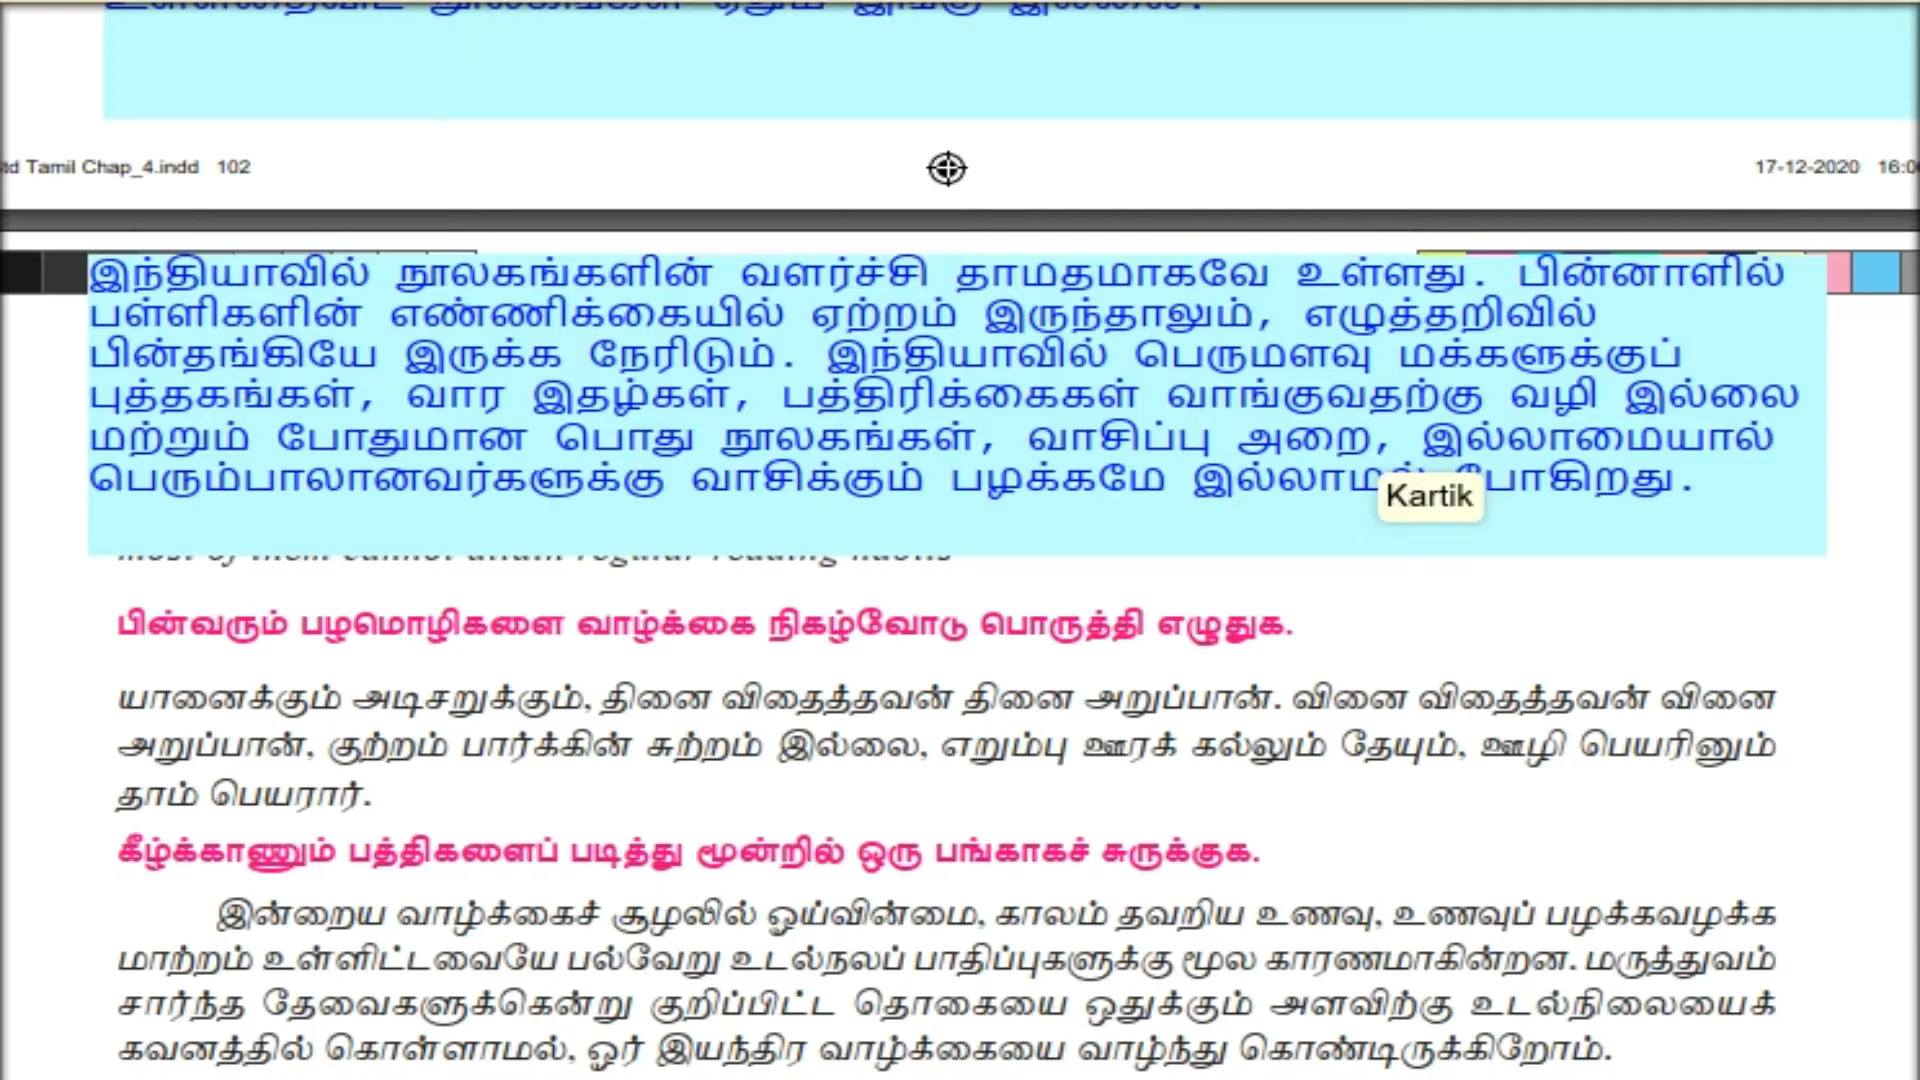 td Tamil Chap_4.indd 102
17-12-2020 16:0
இந்தியாவில் நூலகங்களின் வளர்ச்சி தாமதமாகவே உள்ளது. பின்னாளில்
பள்ளிகளின் எண்ணிக்கையில் ஏற்றம் இருந்தாலும், எழுத்தறிவில்
பின்தங்கியே இருக்க நேரிடும். இந்தியாவில் பெருமளவு மக்களுக்குப்
புத்தகங்கள், வார இதழ்கள், பத்திரிக்கைகள் வாங்குவதற்கு வழி இல்லை
மற்றும் போதுமான பொது நூலகங்கள், வாசிப்பு அறை, இல்லாமையால்
பெரும்பாலானவர்களுக்கு வாசிக்கும் பழக்கமே இல்லாமல் போகிறது.
Kartik
பின்வரும் பழமொழிகளை வாழ்க்கை நிகழ்வோடு பொருத்தி எழுதுக.
யானைக்கும் அடிசறுக்கும், தினை விதைத்தவன் தினை அறுப்பான். வினை விதைத்தவன் வினை
அறுப்பான், குற்றம் பார்க்கின் சுற்றம் இல்லை, எறும்பு ஊரக் கல்லும் தேயும், ஊழி பெயரினும்
தாம் பெயரார்.
கீழ்க்காணும் பத்திகளைப் படித்து மூன்றில் ஒரு பங்காகச் சுருக்குக.
இன்றைய வாழ்க்கைச் சூழலில் ஓய்வின்மை, காலம் தவறிய உணவு, உணவுப் பழக்கவழக்க
மாற்றம் உள்ளிட்டவையே பல்வேறு உடல்நலப் பாதிப்புகளுக்கு மூல காரணமாகின்றன. மருத்துவம்
சார்ந்த தேவைகளுக்கென்று குறிப்பிட்ட தொகையை ஒதுக்கும் அளவிற்கு உடல்நிலையைக்
கவனத்தில் கொள்ளாமல், ஓர் இயந்திர வாழ்க்கையை வாழ்ந்து கொண்டிருக்கிறோம்.